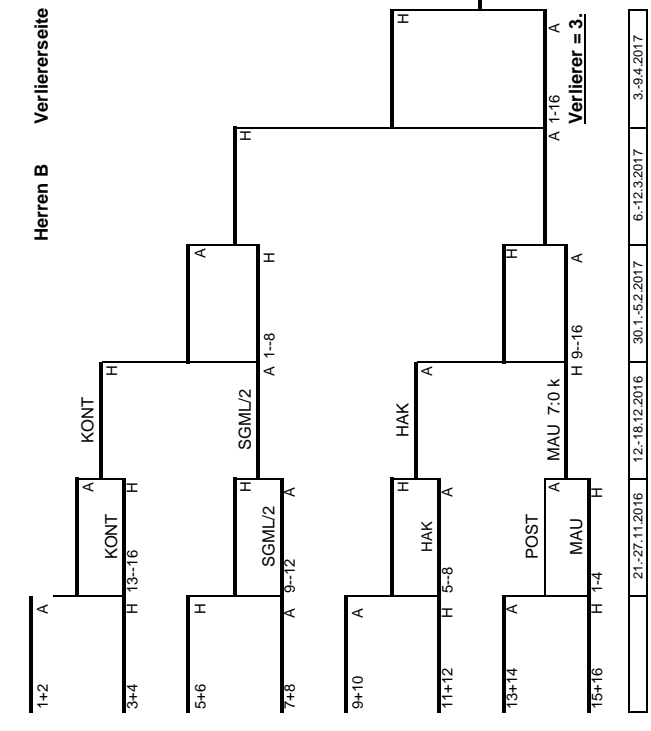 Herren B Verliererseite
1+2
A
3+4
H
KONT
13--16
A
H
KONT
H
5+6
H
7+8
A
SGML/2
9--12
H
A
SGML/2
A
1--8
A
H
H
9+10
A
11+12
H
HAK
5--8
H
A
HAK
A
13+14
A
15+16
H
POST
MAU
1-4
A
H
MAU 7:0 k
H
9--16
H
A
A
1-16
H
A
Verlierer = 3.
21.-27.11.2016
12.-18.12.2016
30.1.-5.2.2017
6.-12.3.2017
3.-9.4.2017